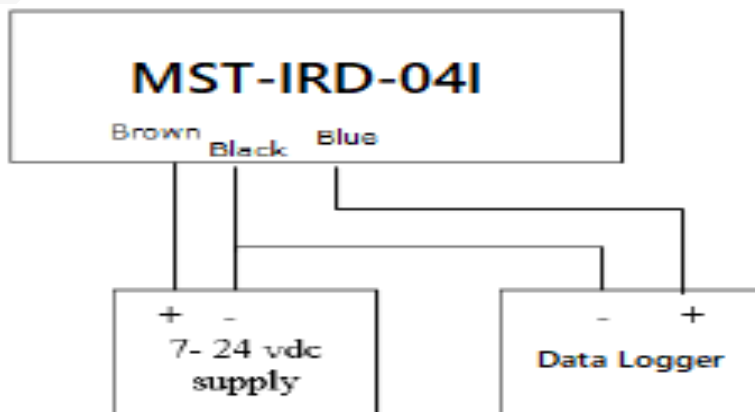 MST-IRD-04I
Brown Black Blue
+ - - +
7- 24 vdc
supply
Data Logger